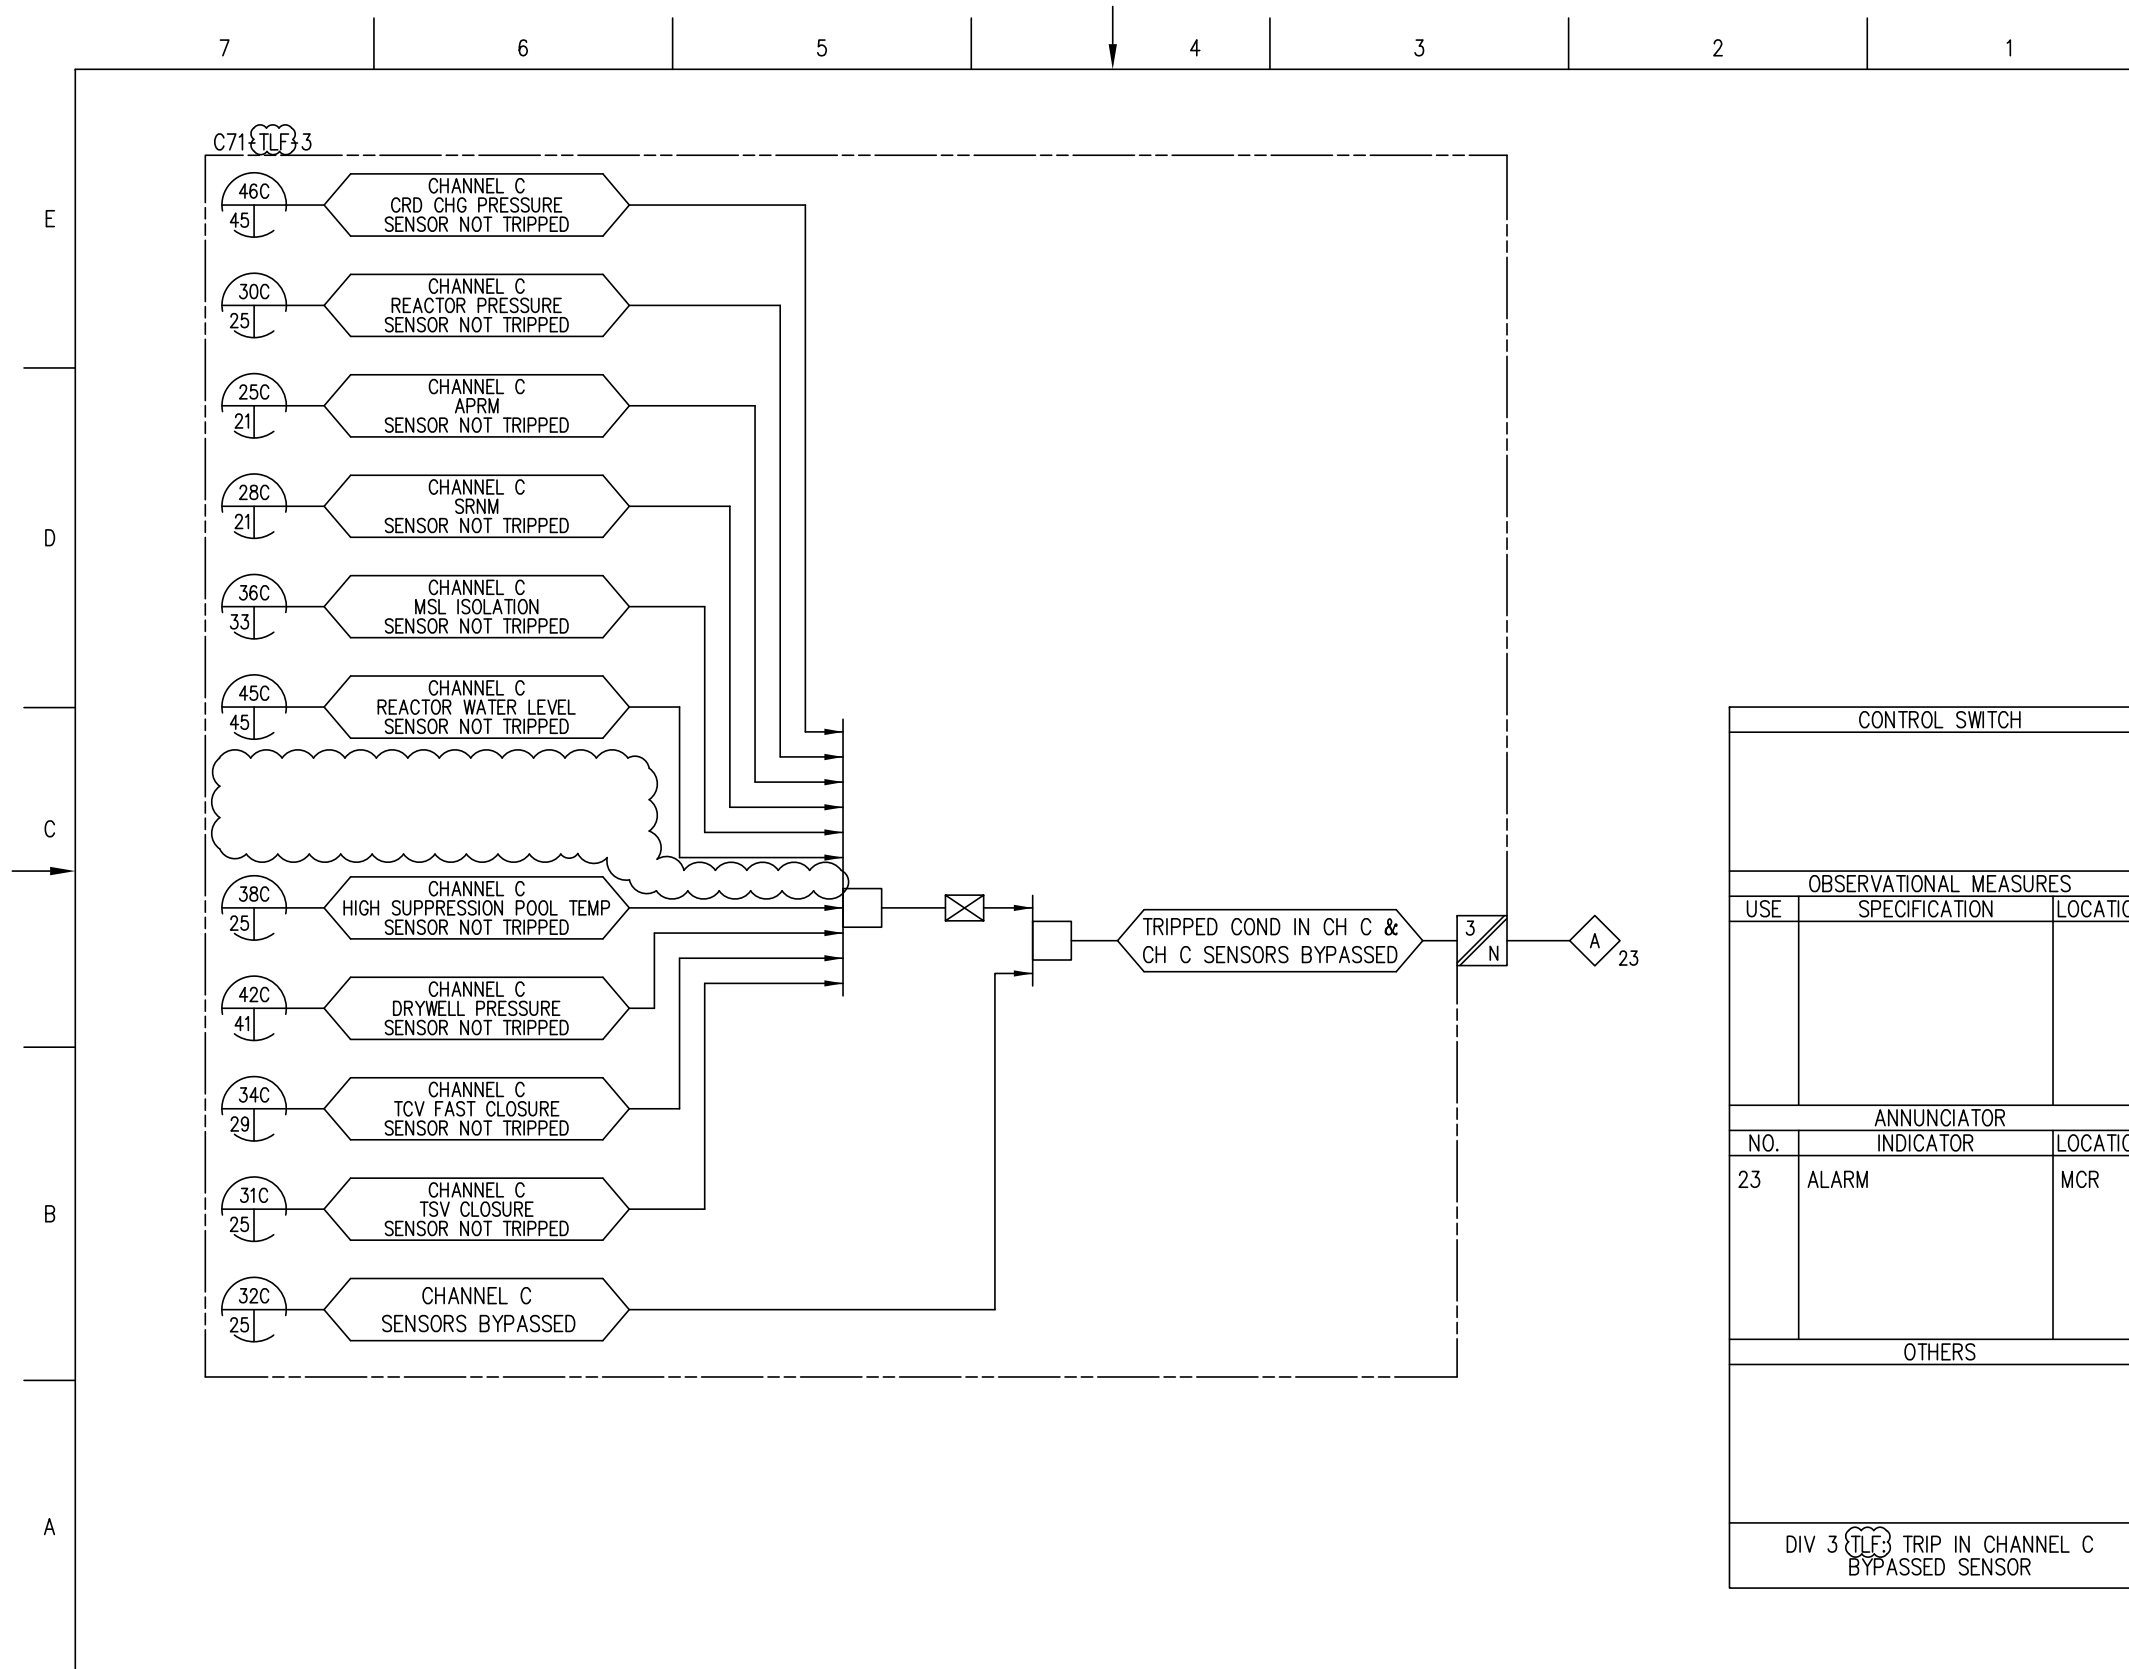 7 6 5 4 3 2 1
C71-TLF-3
E
D
C
B
A
46C
45
CHANNEL C
CRD CHG PRESSURE
SENSOR NOT TRIPPED
30C
25
CHANNEL C
REACTOR PRESSURE
SENSOR NOT TRIPPED
25C
21
CHANNEL C
APRM
SENSOR NOT TRIPPED
28C
21
CHANNEL C
SRNM
SENSOR NOT TRIPPED
36C
33
CHANNEL C
MSL ISOLATION
SENSOR NOT TRIPPED
45C
45
CHANNEL C
REACTOR WATER LEVEL
SENSOR NOT TRIPPED
38C
25
CHANNEL C
HIGH SUPPRESSION POOL TEMP
SENSOR NOT TRIPPED
42C
41
CHANNEL C
DRYWELL PRESSURE
SENSOR NOT TRIPPED
34C
29
CHANNEL C
TCV FAST CLOSURE
SENSOR NOT TRIPPED
31C
25
CHANNEL C
TSV CLOSURE
SENSOR NOT TRIPPED
32C
25
CHANNEL C
SENSORS BYPASSED
TRIPPED COND IN CH C &
CH C SENSORS BYPASSED
3
N
A
23
CONTROL SWITCH
OBSERVATIONAL MEASURES
USE SPECIFICATION LOCATIO
ANNUNCIATOR
NO. INDICATOR LOCATIO
23 ALARM MCR
OTHERS
DIV 3 TLF: TRIP IN CHANNEL C
BYPASSED SENSOR